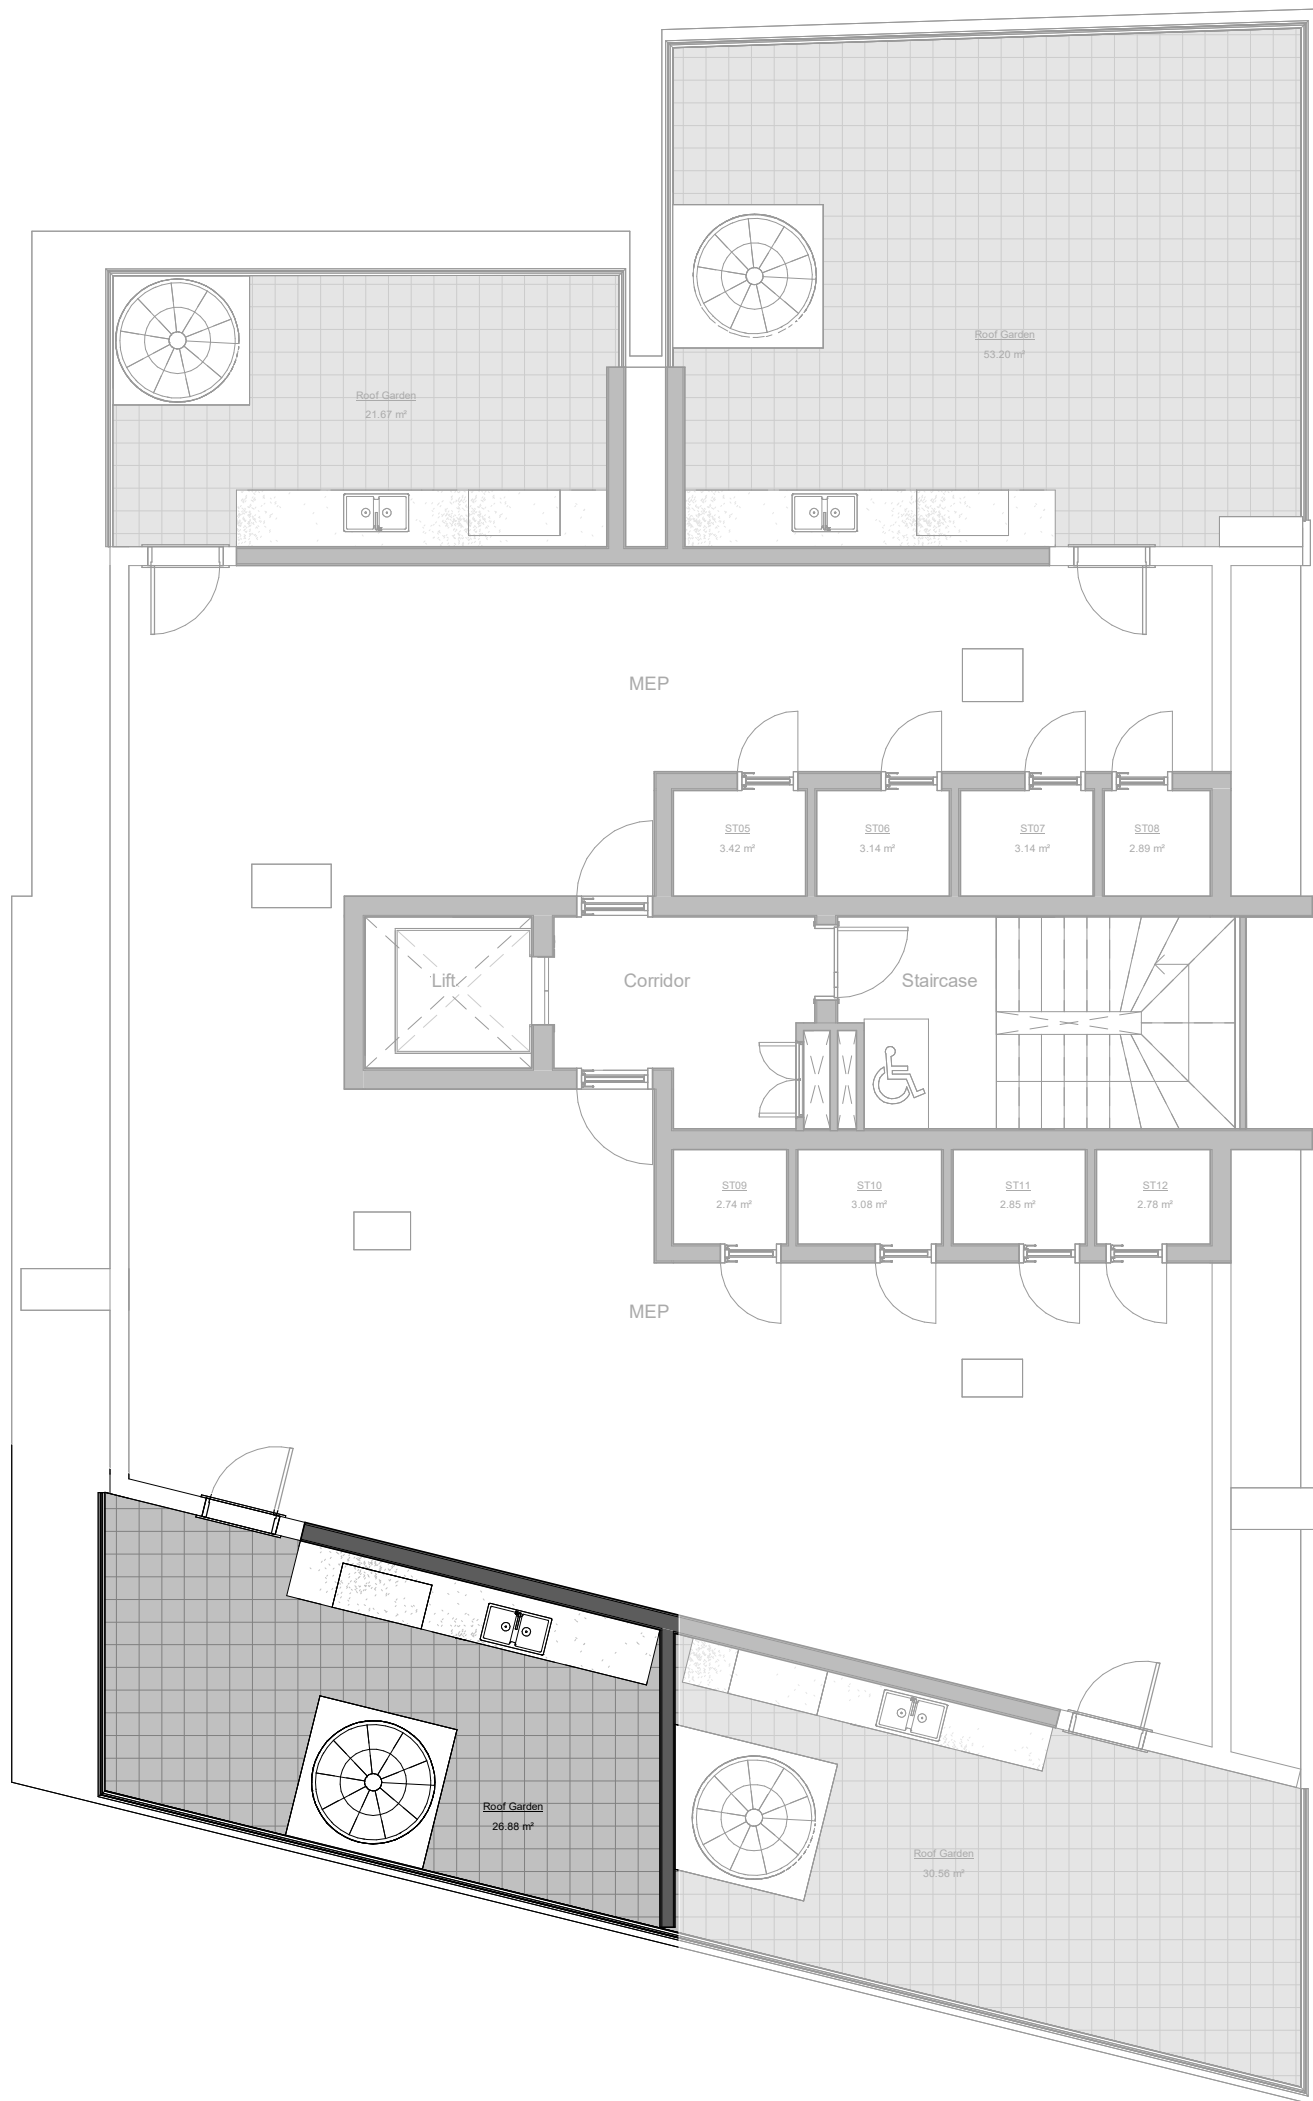 Roof Garden
53.20 m²
Roof Garden
21.67 m²
MEP
ST05
3.42 m²
ST06
3.14 m²
ST07
3.14 m²
ST08
2.89 m²
Lift
Corridor
Staircase
ST09
2.74 m²
ST10
3.08 m²
ST11
2.85 m²
ST12
2.78 m²
MEP
Roof Garden
26.88 m²
Roof Garden
30.56 m²